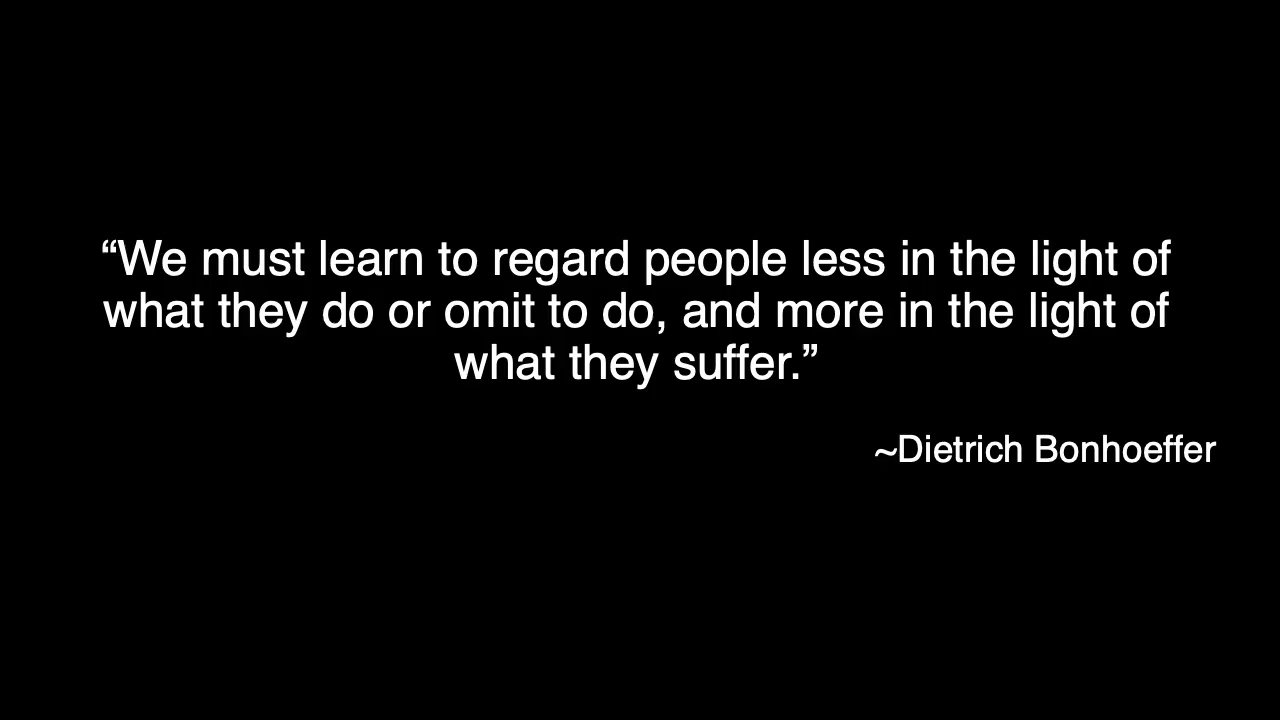 “We must learn to regard people less in the light of
what they do or omit to do, and more in the light of
what they suffer.”
~Dietrich Bonhoeffer